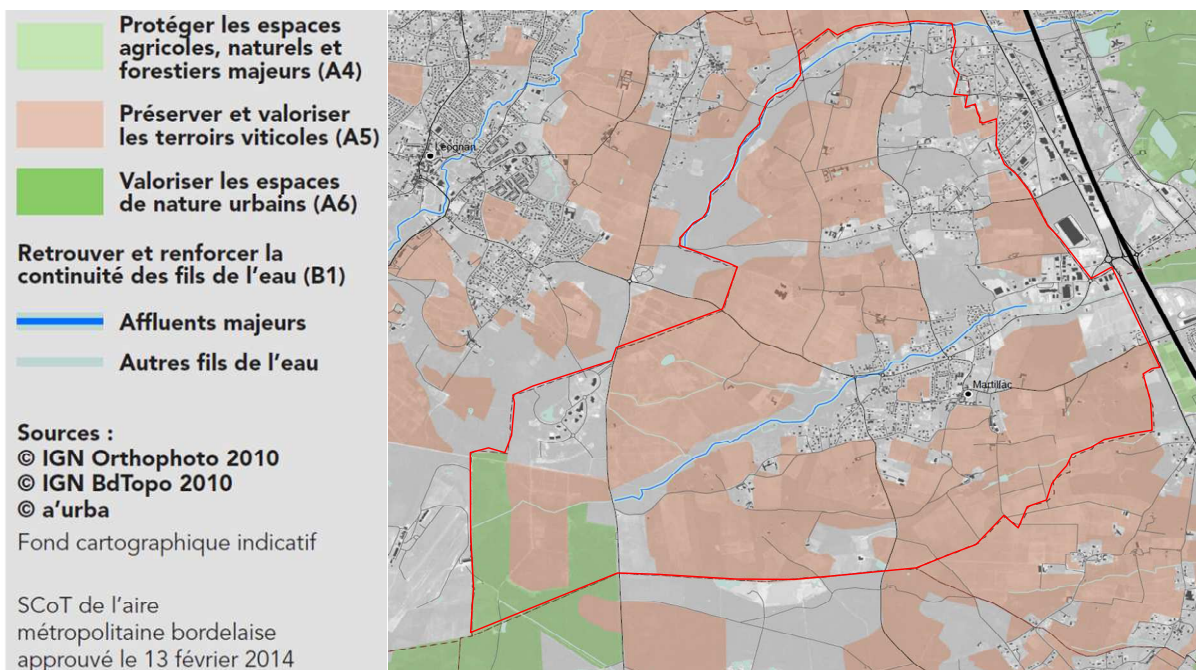 Protéger les espaces
agricoles, naturels et
forestiers majeurs (A4)
Préserver et valoriser
les terroirs viticoles (A5)
Valoriser les espaces
de nature urbains (A6)
Retrouver et renforcer la
continuité des fils de l'eau (B1)
Affluents majeurs
Autres fils de l'eau
Sources :
© IGN Orthophoto 2010
© IGN BdTopo 2010
© a'urba
Fond cartographique indicatif
SCoT de l'aire
métropolitaine bordelaise
approuvé le 13 février 2014
Léognan
Martillac